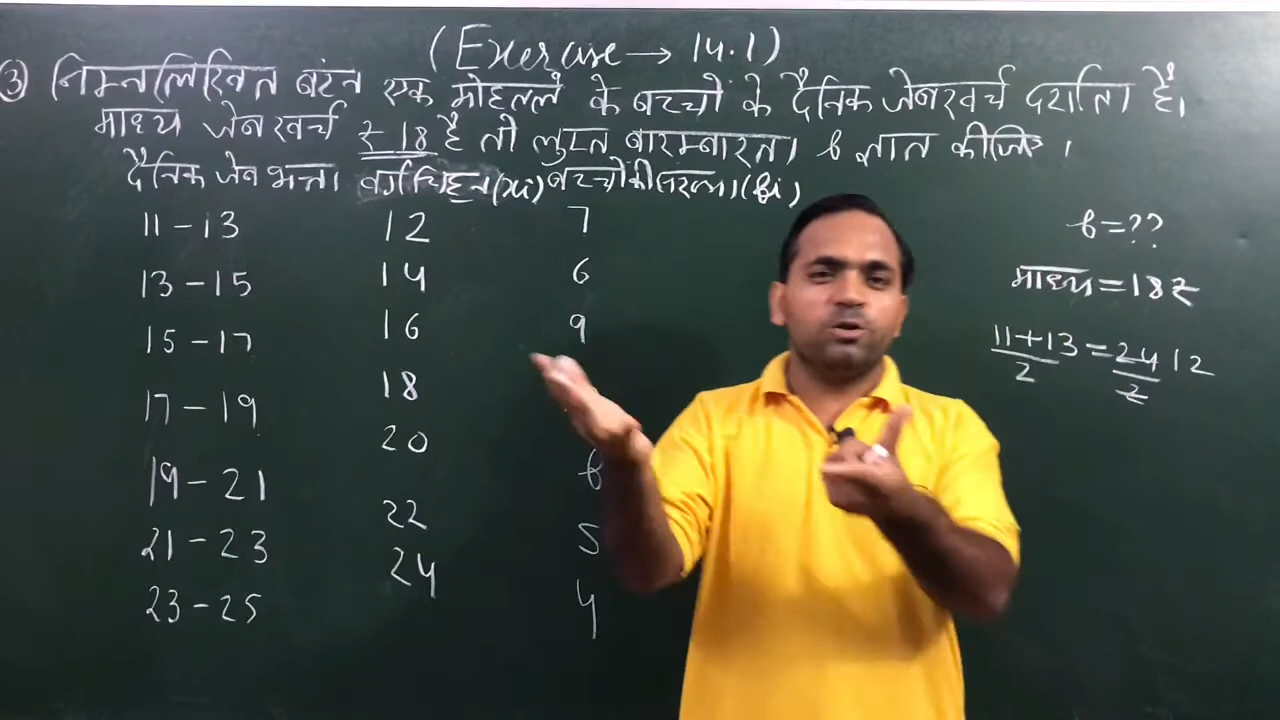 (Exercise → 14.1)
③ निम्नलिखित बंटन एक मोहल्ले के बच्चों के दैनिक जेबखर्च दर्शाता है।
माध्य जेबखर्च ₹ 18 है तो लुप्त बारम्बारता f ज्ञात कीजिए।
दैनिक जेब भत्ता वर्गचिह्न (xi) बच्चों की संख्या (fi)
11 – 13 12 7
13 – 15 14 6
15 – 17 16 9
17 – 19 18
19 – 21 20 f
21 – 23 22 5
23 – 25 24 4
f = ??
माध्य = 18₹
11+13/2 = 24/2 12